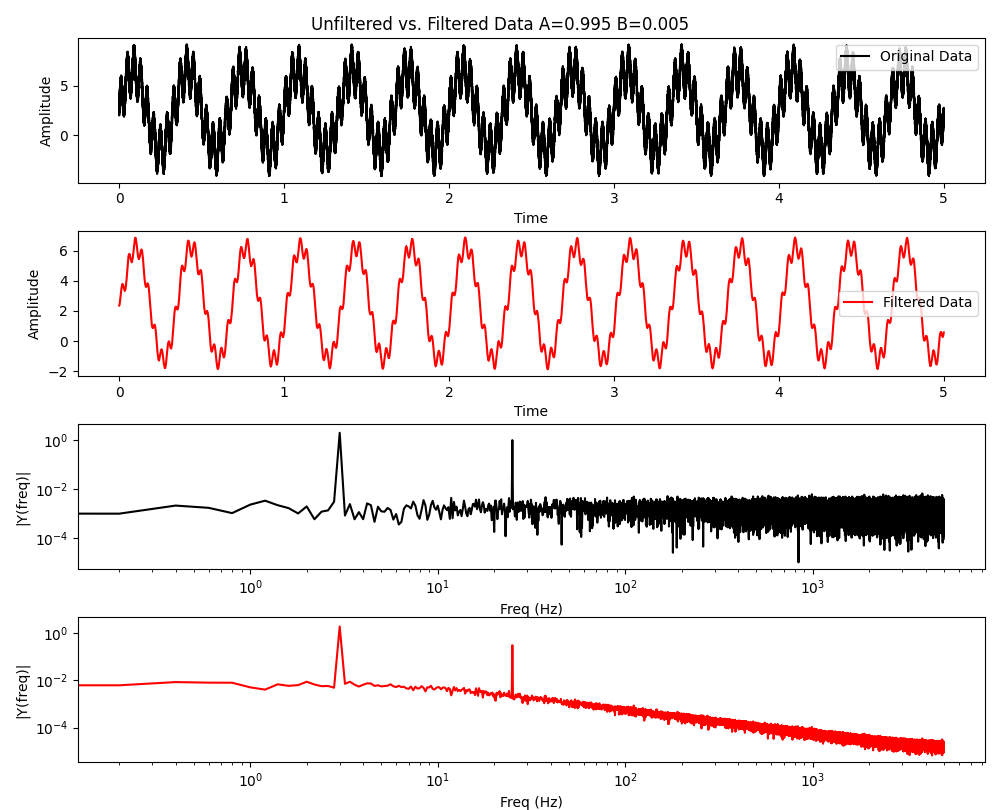 Unfiltered vs. Filtered Data A=0.995 B=0.005
Amplitude
5
0
Original Data
0 1 2 3 4 5
Time
Amplitude
6
4
2
0
−2
Filtered Data
0 1 2 3 4 5
Time
|Y(freq)|
10⁰
10⁻²
10⁻⁴
10⁰ 10¹ 10² 10³
Freq (Hz)
|Y(freq)|
10⁰
10⁻²
10⁻⁴
10⁰ 10¹ 10² 10³
Freq (Hz)